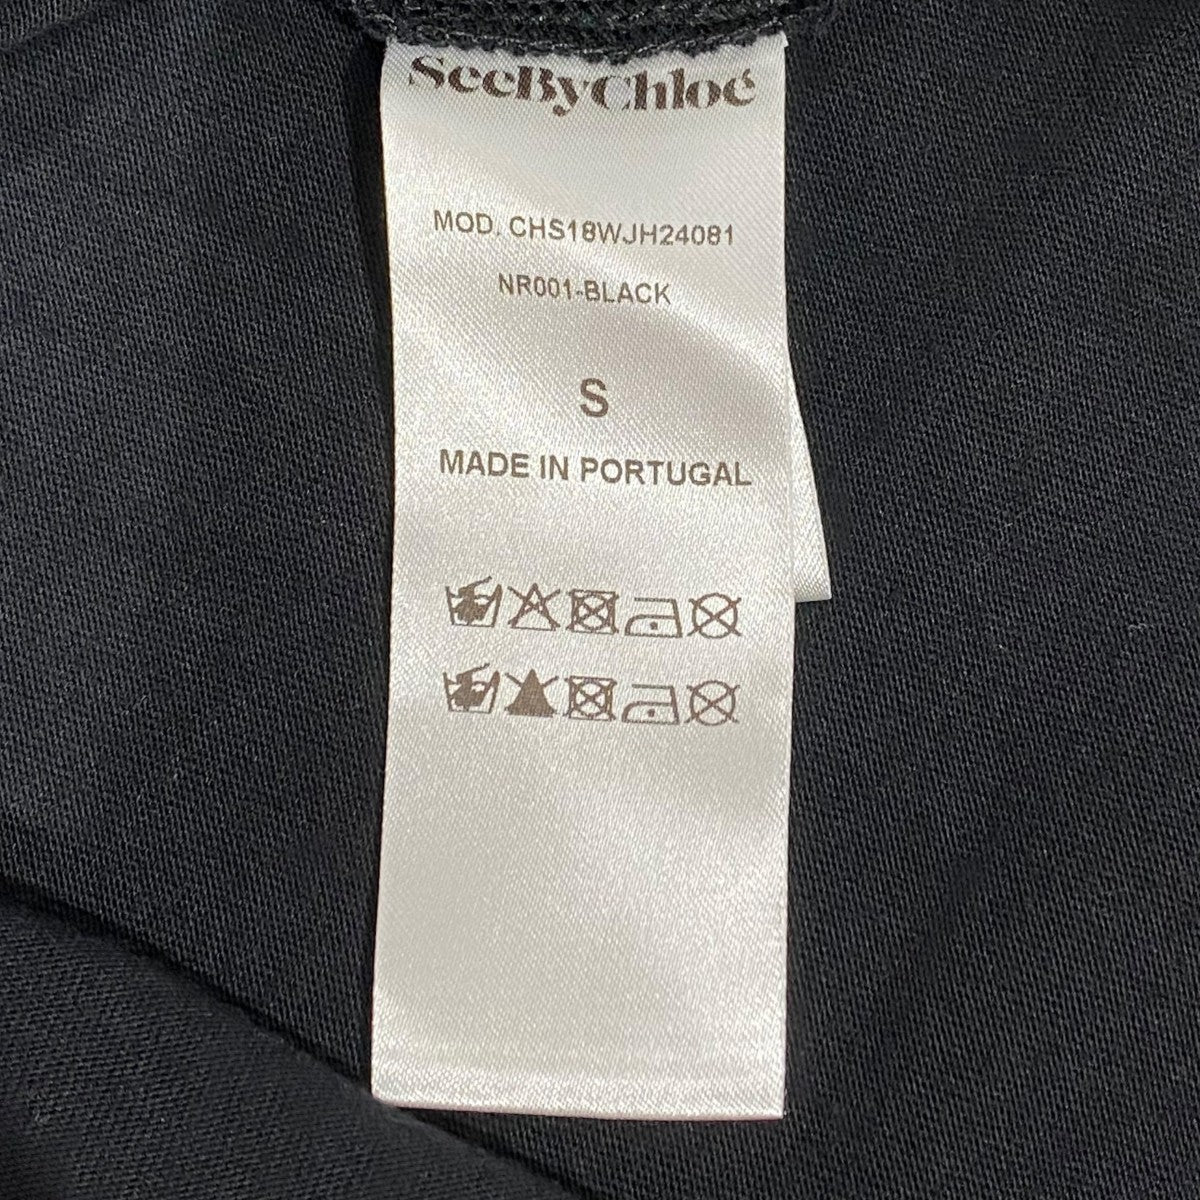 SeeByChloé
MOD. CHS18WJH24081
NR001-BLACK
S
MADE IN PORTUGAL